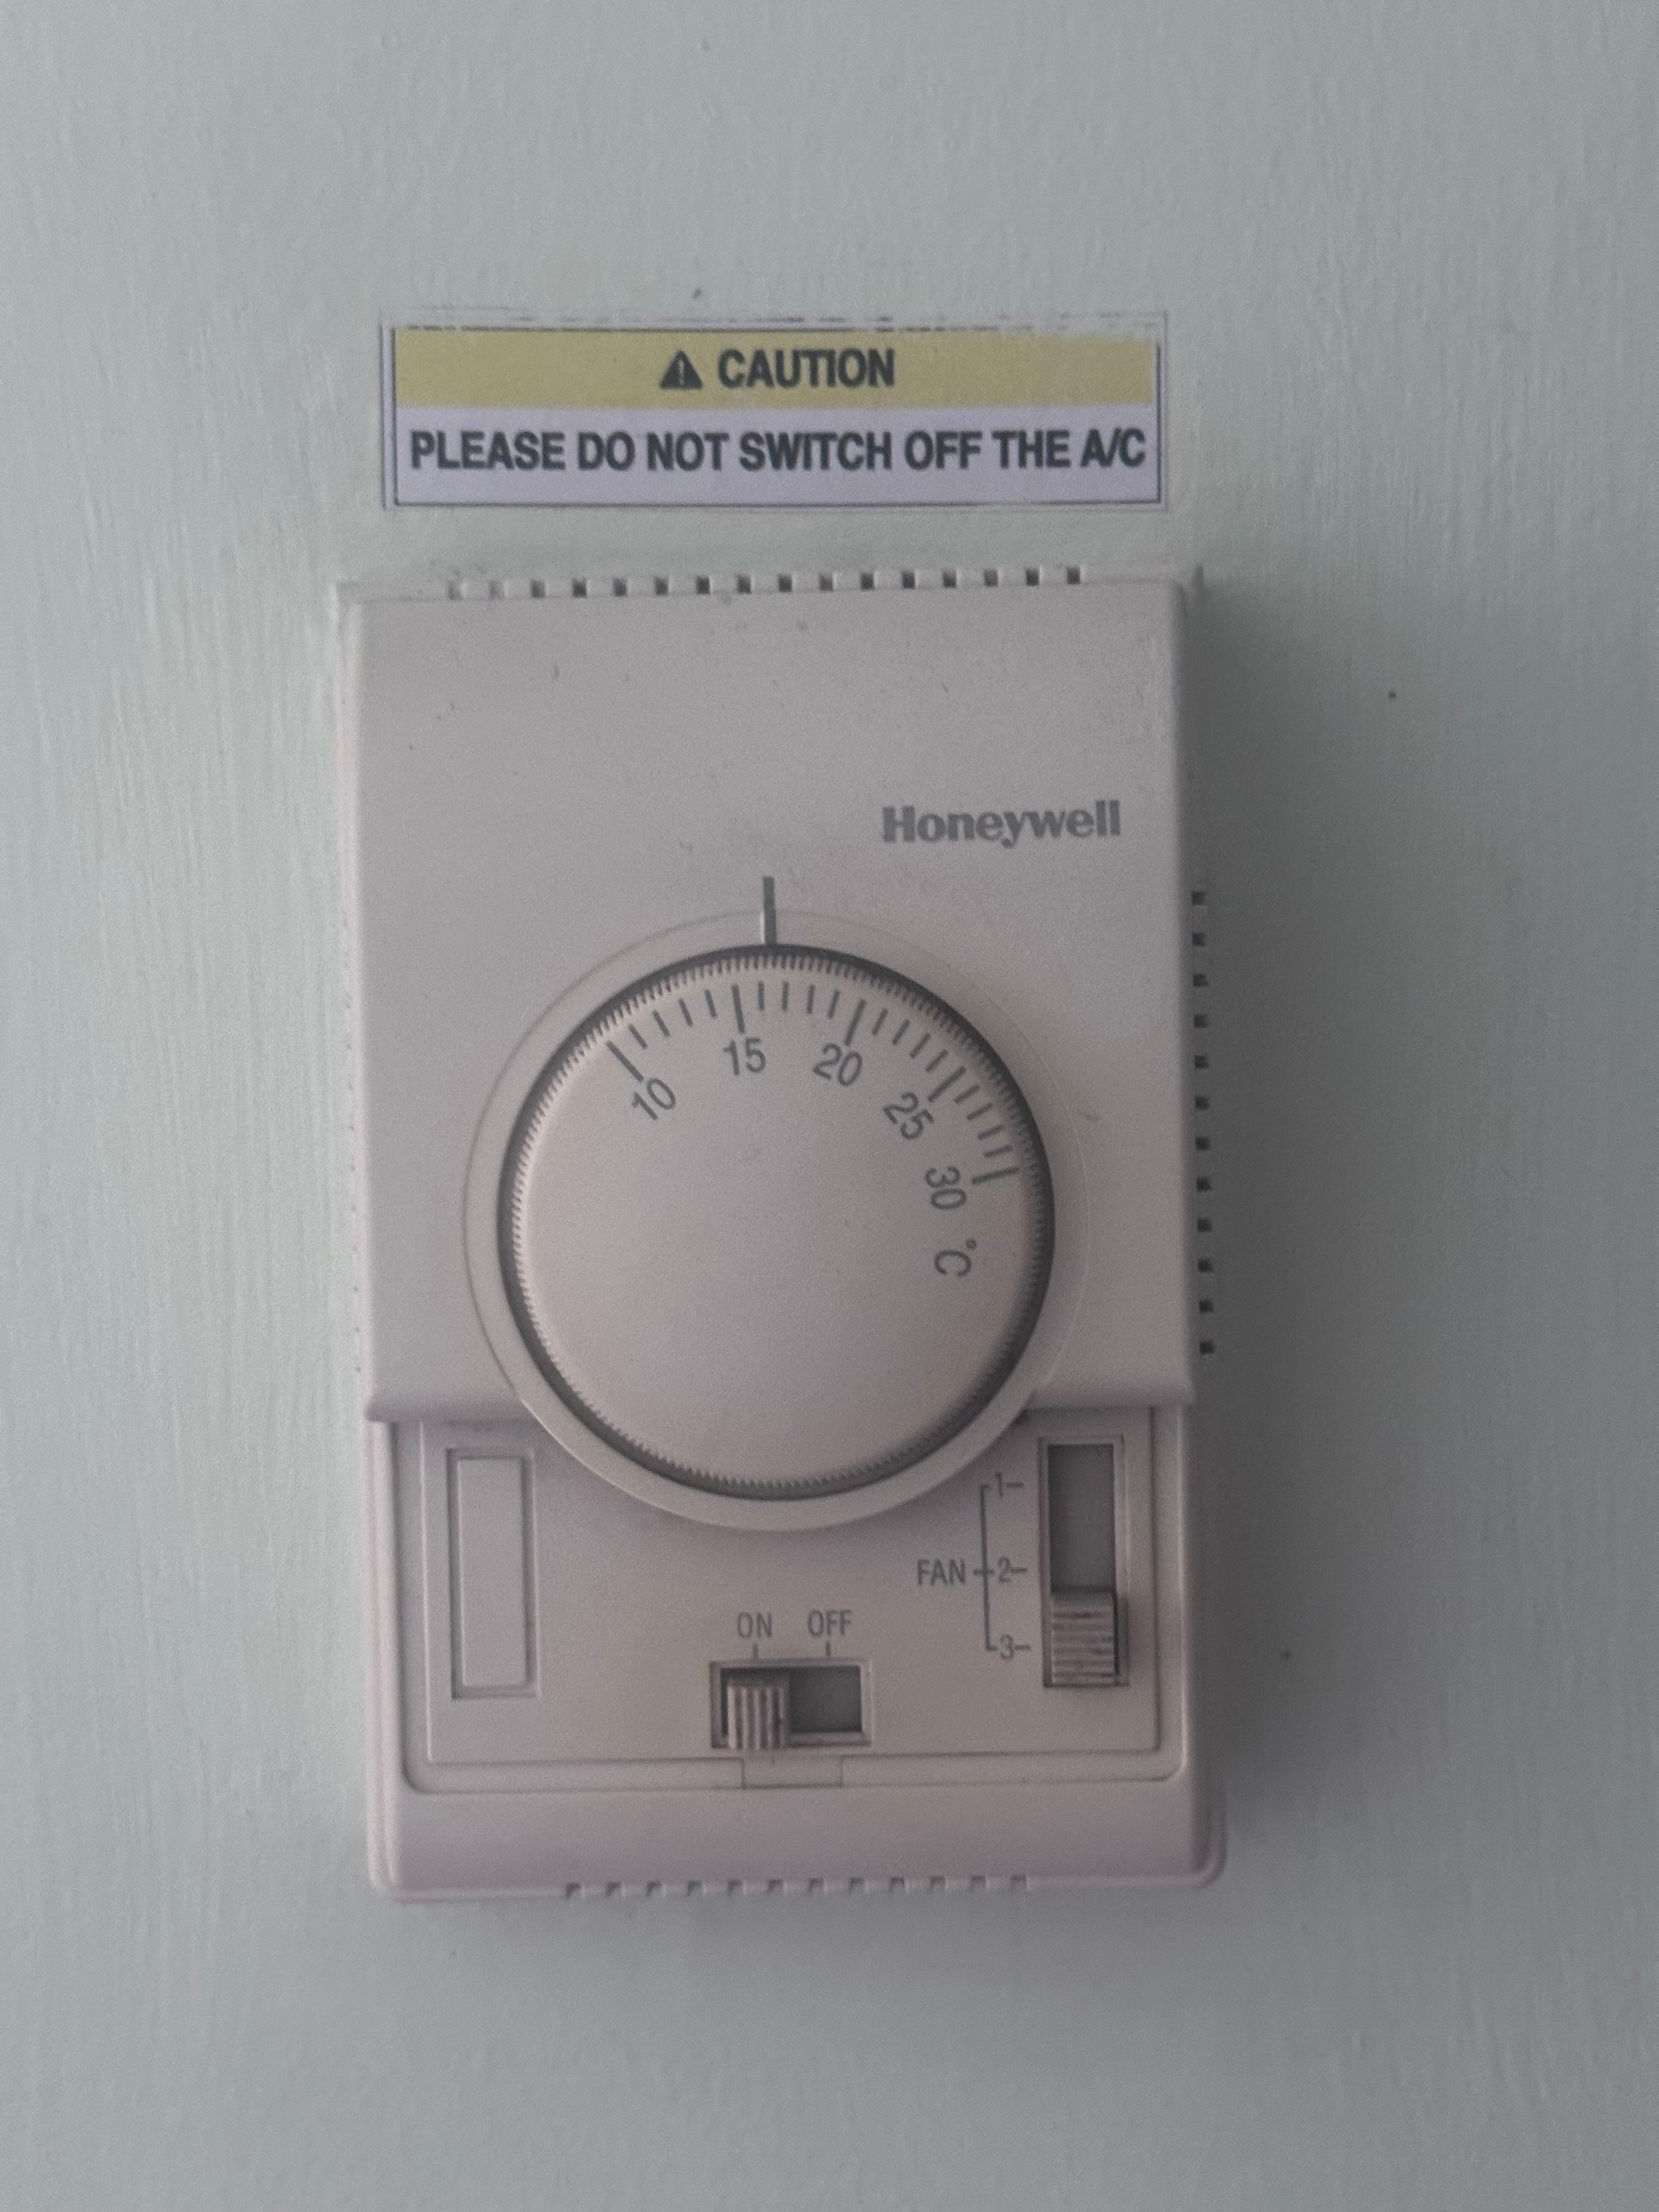 ⚠ CAUTION
PLEASE DO NOT SWITCH OFF THE A/C
Honeywell
10 15 20 25 30 °C
FAN 1 2 3
ON OFF